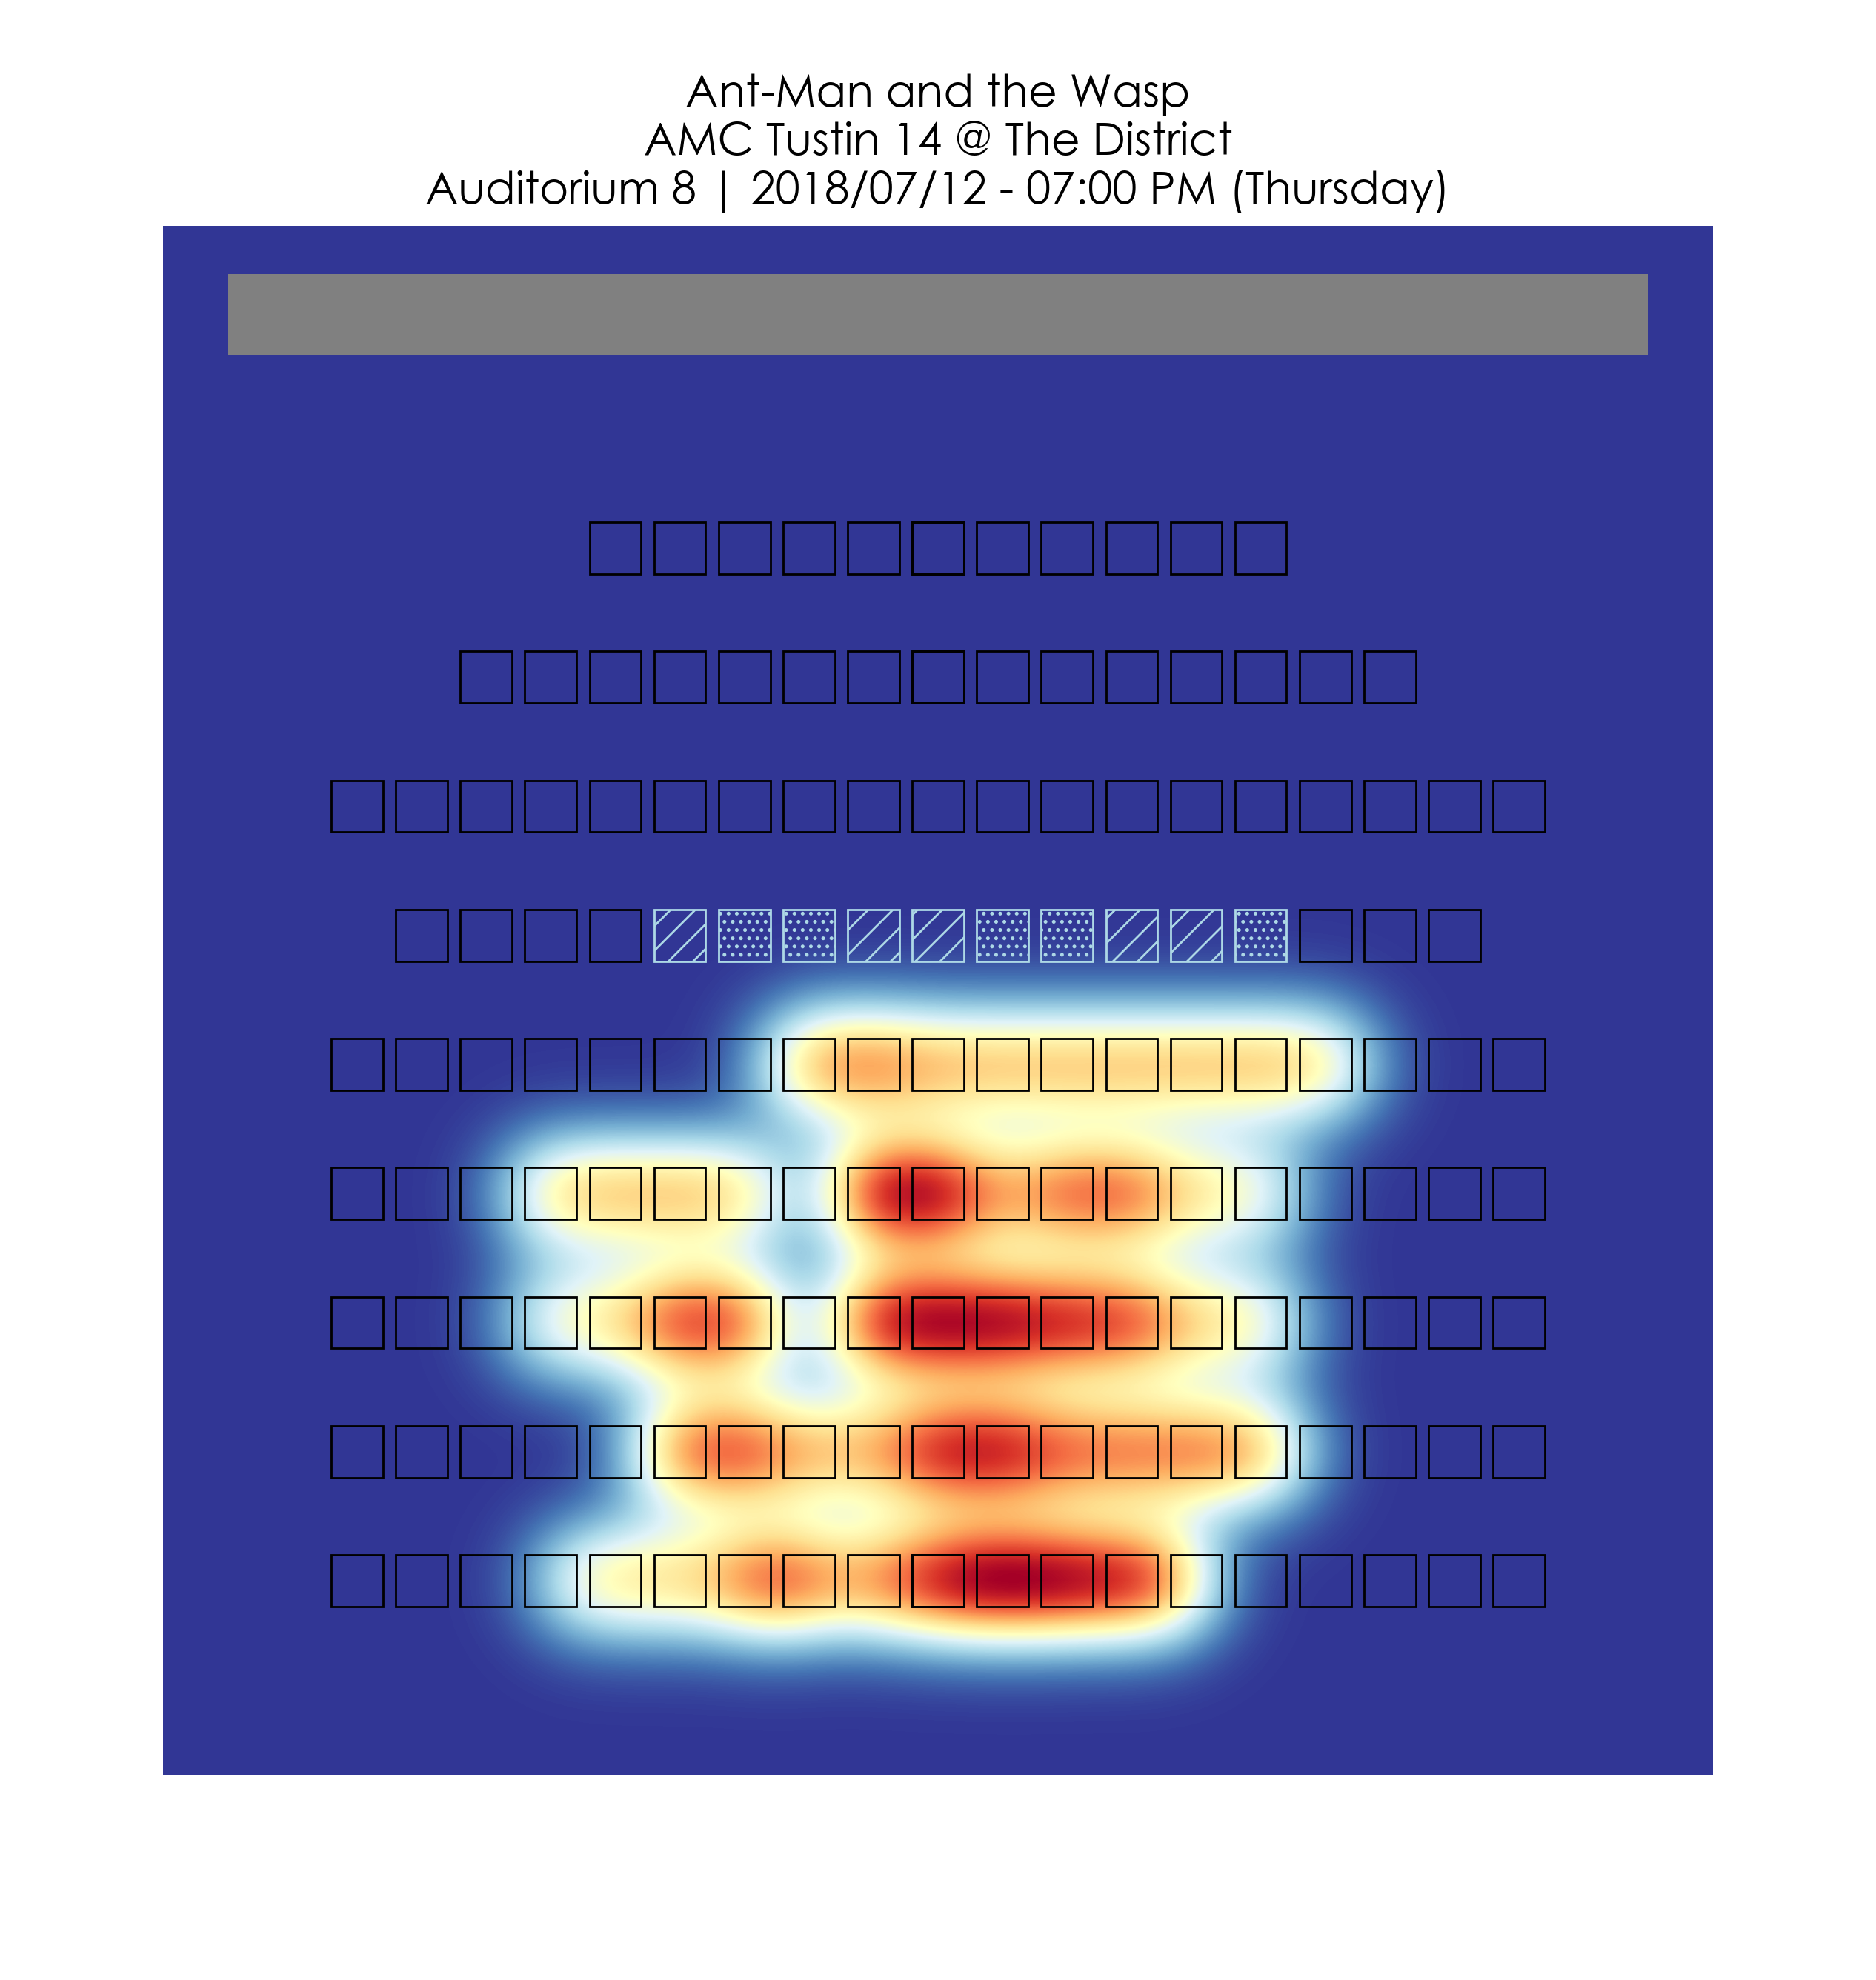 Ant-Man and the Wasp
AMC Tustin 14 @ The District
Auditorium 8 | 2018/07/12 - 07:00 PM (Thursday)